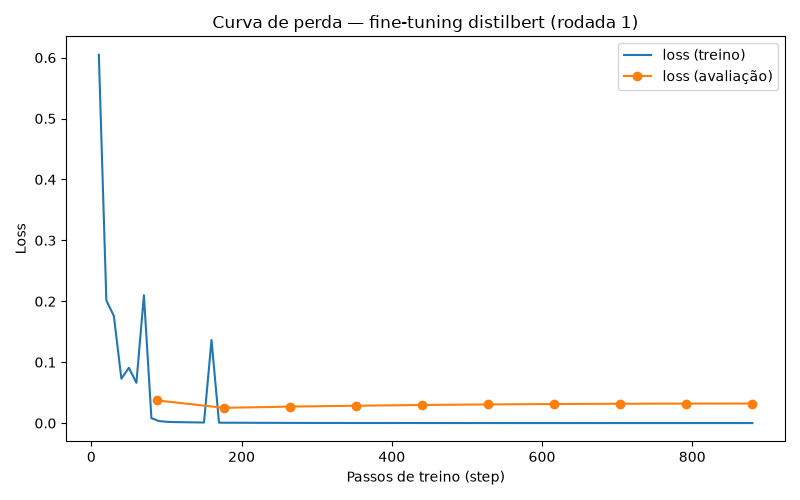 Curva de perda — fine-tuning distilbert (rodada 1)
loss (treino)
loss (avaliação)
Loss
0.6
0.5
0.4
0.3
0.2
0.1
0.0
0
200
400
600
800
Passos de treino (step)